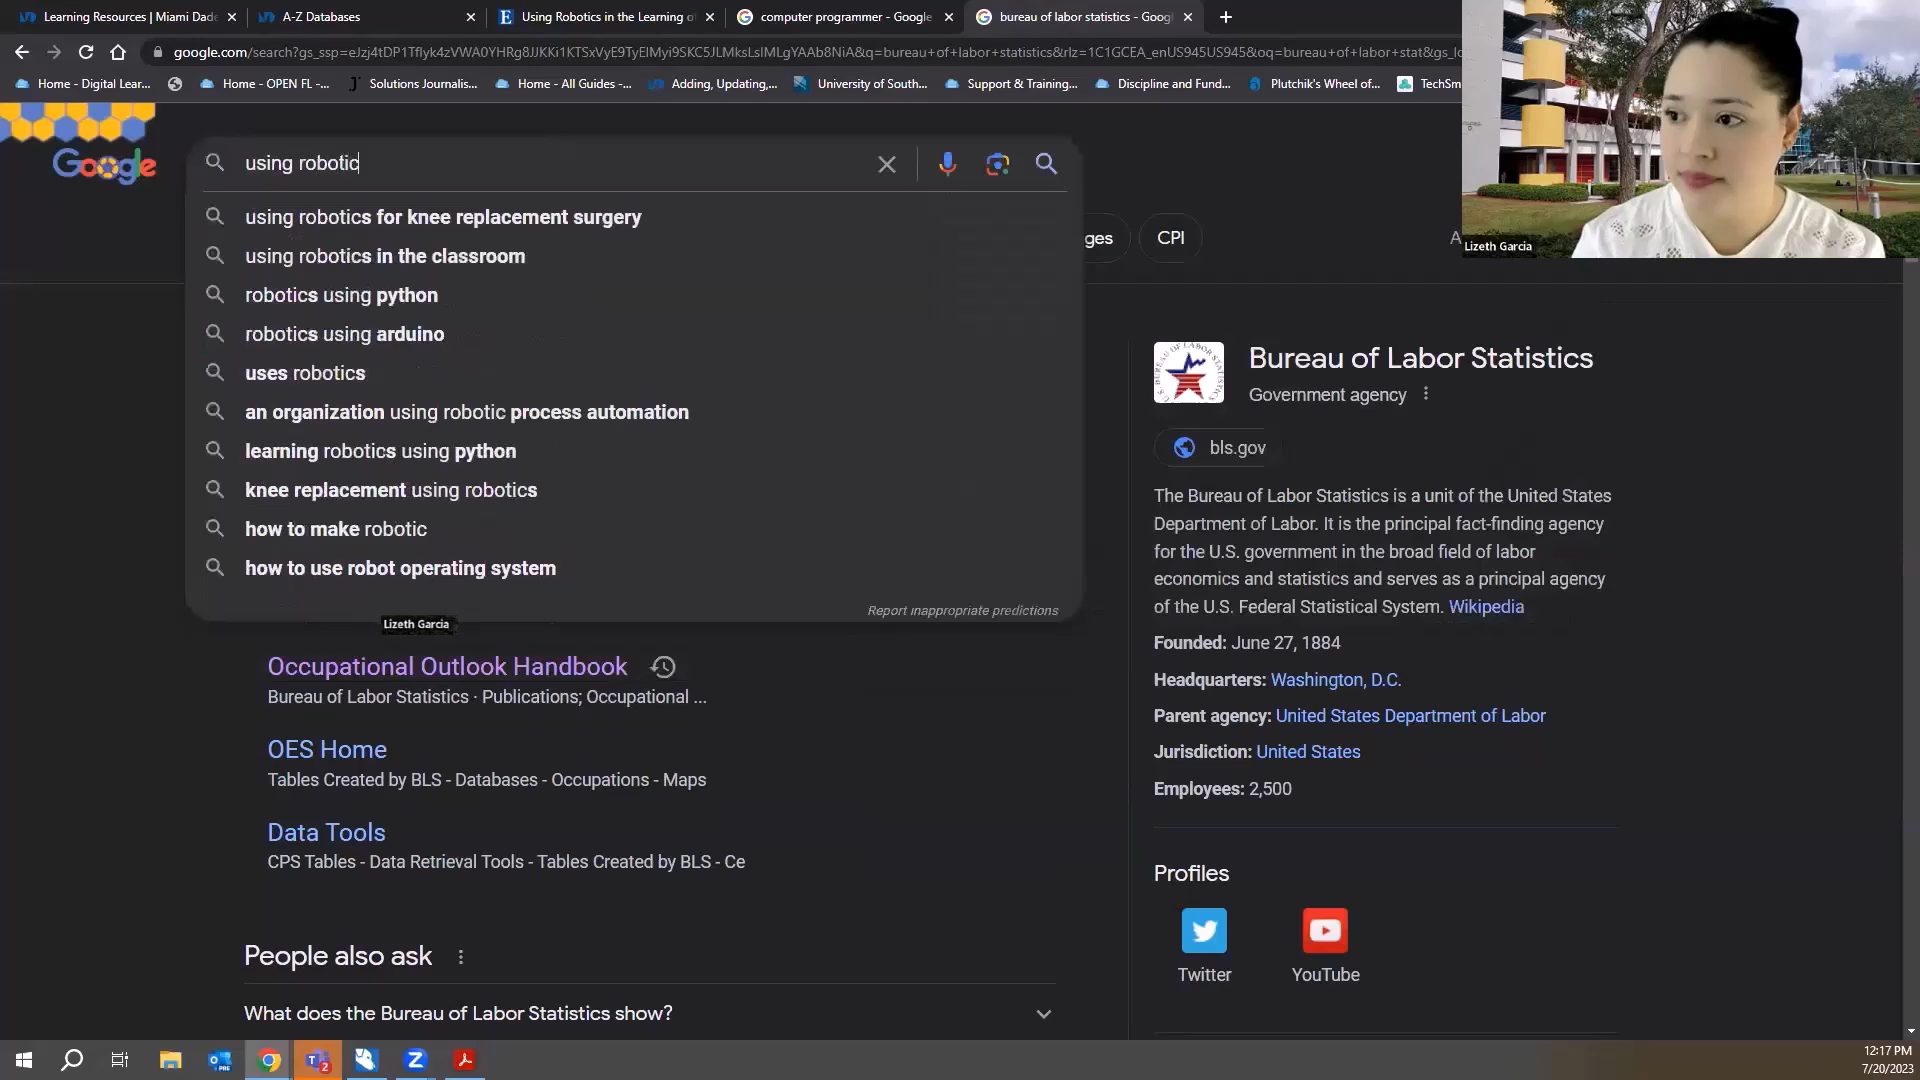 Learning Resources | Miami Dade
A-Z Databases
Using Robotics in the Learning o
computer programmer - Google
bureau of labor statistics - Goog
google.com/search?gs_ssp=eJzj4tDP1TflyK4zVWA0YHRg8JJKKi1KTSxVyE9TyElMyi9SKC5JLMksLslMLgYAAb8NiA&q=bureau+of+labor+statistics&rlz=1C1GCEA_enUS945US945&oq=bureau+of+labor+stat&gs_l
Home - Digital Lear...
Home - OPEN FL -...
Solutions Journalis...
Home - All Guides -...
Adding, Updating,...
University of South...
Support & Training...
Discipline and Fund...
Plutchik's Wheel of...
TechSm
Google
using robotic
using robotics for knee replacement surgery
using robotics in the classroom
robotics using python
robotics using arduino
uses robotics
an organization using robotic process automation
learning robotics using python
knee replacement using robotics
how to make robotic
how to use robot operating system
Report inappropriate predictions
Lizeth Garcia
ges
CPI
A
Lizeth Garcia
Occupational Outlook Handbook
Bureau of Labor Statistics · Publications; Occupational ...
OES Home
Tables Created by BLS - Databases - Occupations - Maps
Data Tools
CPS Tables - Data Retrieval Tools - Tables Created by BLS - Ce
People also ask
What does the Bureau of Labor Statistics show?
Bureau of Labor Statistics
Government agency
bls.gov
The Bureau of Labor Statistics is a unit of the United States
Department of Labor. It is the principal fact-finding agency
for the U.S. government in the broad field of labor
economics and statistics and serves as a principal agency
of the U.S. Federal Statistical System. Wikipedia
Founded: June 27, 1884
Headquarters: Washington, D.C.
Parent agency: United States Department of Labor
Jurisdiction: United States
Employees: 2,500
Profiles
Twitter
YouTube
12:17 PM
7/20/2023